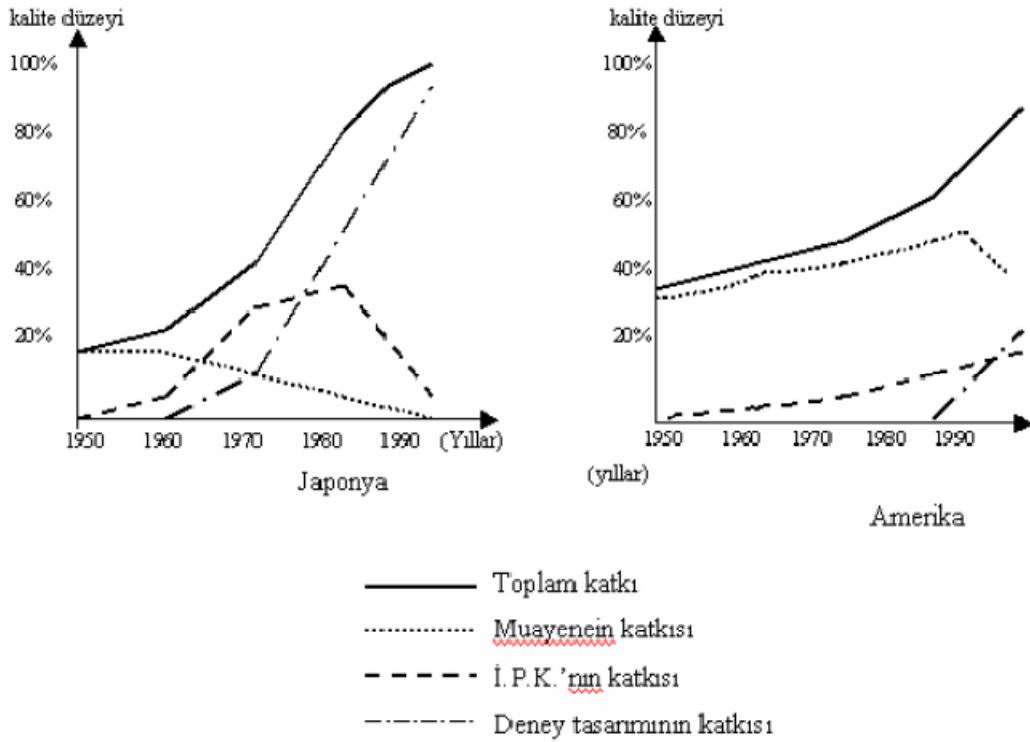 kalite düzeyi
100%
80%
60%
40%
20%
1950 1960 1970 1980 1990 (Yıllar)
Japonya
kalite düzeyi
100%
80%
60%
40%
20%
1950 1960 1970 1980 1990
(yıllar)
Amerika
Toplam katkı
Muayenein katkısı
İ.P.K.'nın katkısı
Deney tasarımının katkısı